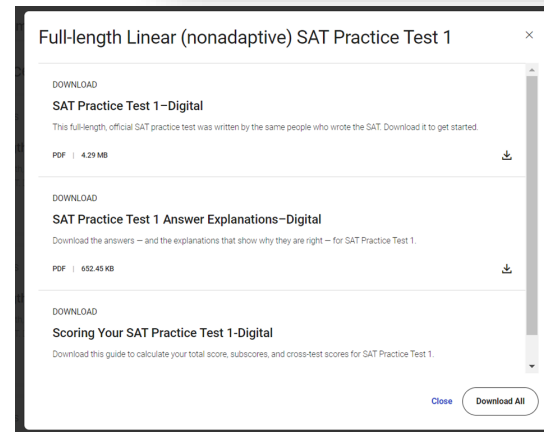 Full-length Linear (nonadaptive) SAT Practice Test 1
DOWNLOAD
SAT Practice Test 1–Digital
This full-length, official SAT practice test was written by the same people who wrote the SAT. Download it to get started.
PDF | 4.29 MB
DOWNLOAD
SAT Practice Test 1 Answer Explanations–Digital
Download the answers — and the explanations that show why they are right — for SAT Practice Test 1.
PDF | 652.45 KB
DOWNLOAD
Scoring Your SAT Practice Test 1-Digital
Download this guide to calculate your total score, subscores, and cross-test scores for SAT Practice Test 1.
Close Download All